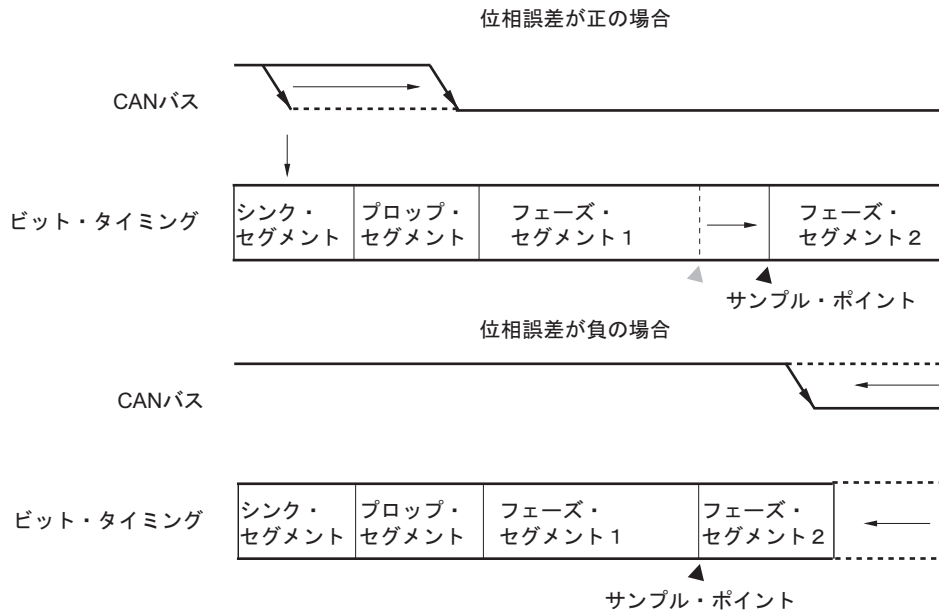 位相誤差が正の場合
CANバス
ビット・タイミング
シンク・
セグメント
プロップ・
セグメント
フェーズ・
セグメント1
フェーズ・
セグメント2
サンプル・ポイント
位相誤差が負の場合
CANバス
ビット・タイミング
シンク・
セグメント
プロップ・
セグメント
フェーズ・
セグメント1
フェーズ・
セグメント2
サンプル・ポイント